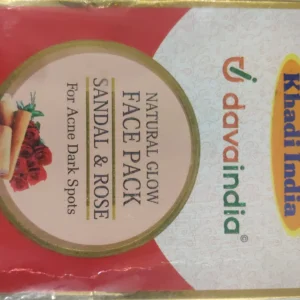 Khadi India
davaindia©
NATURAL GLOW
FACE PACK
SANDAL & ROSE
For Acne Dark Spots